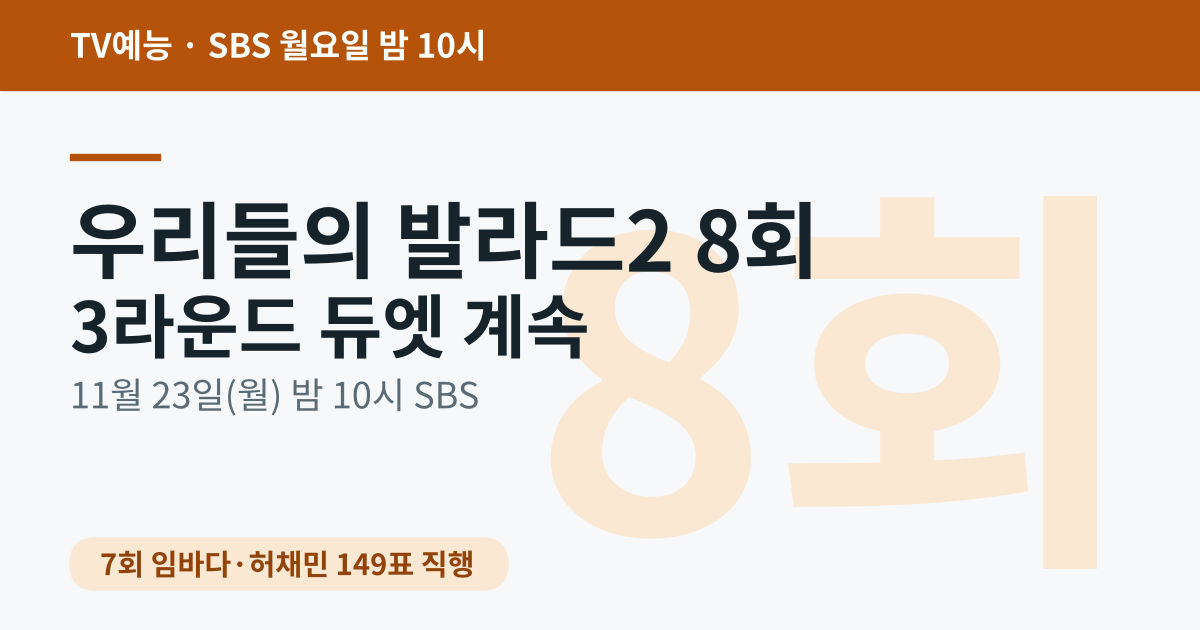 TV예능 · SBS 월요일 밤 10시
우리들의 발라드2 8회
3라운드 듀엣 계속
11월 23일(월) 밤 10시 SBS
8회
7회 임바다·허채민 149표 직행